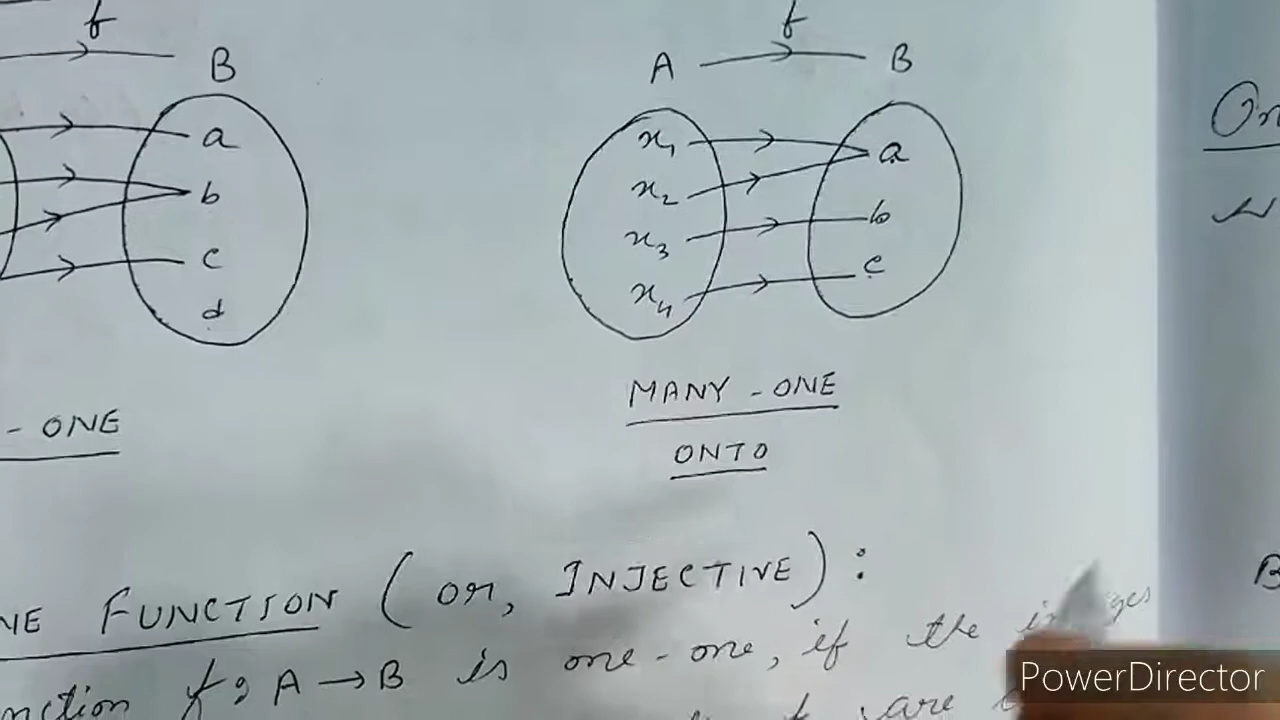 f
B
a
b
c
d
- ONE
f
A B
x₁ a
x₂
x₃ b
x₄ c
MANY - ONE
ONTO
NE FUNCTION ( or, INJECTIVE ) :
nction f : A → B is one-one, if the
are
B
PowerDirector